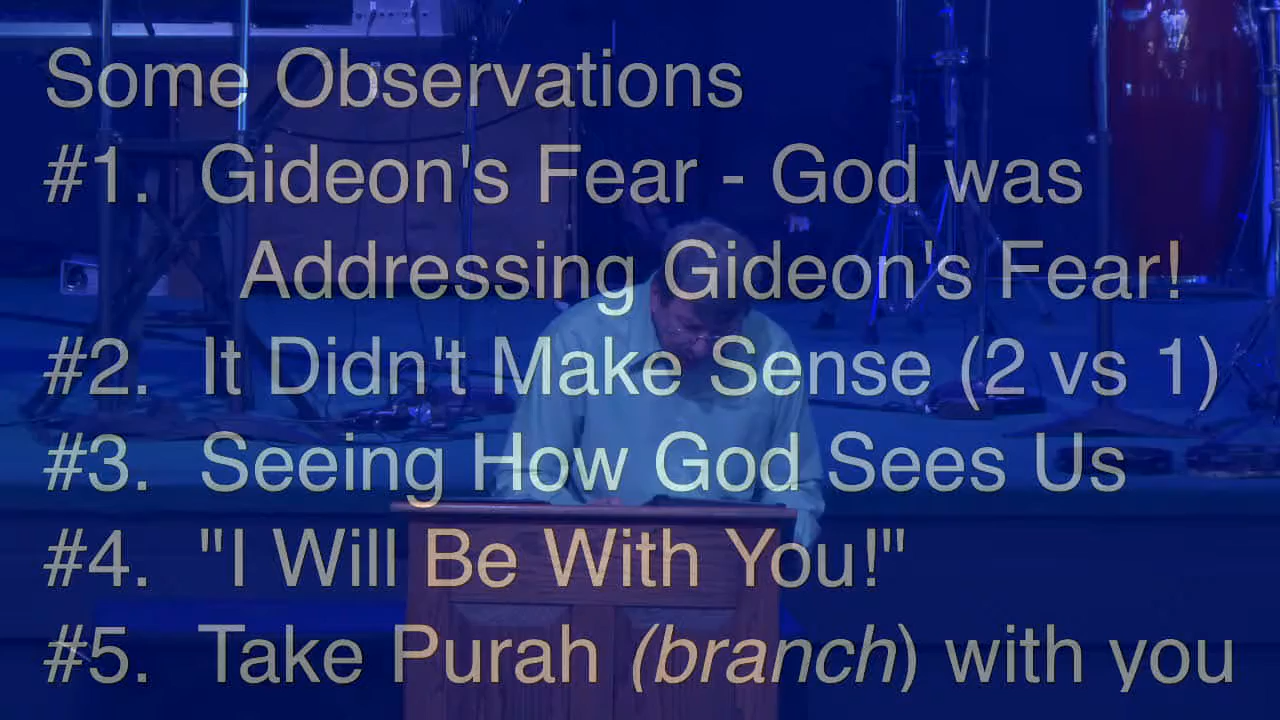 Some Observations
#1. Gideon's Fear - God was
Addressing Gideon's Fear!
#2. It Didn't Make Sense (2 vs 1)
#3. Seeing How God Sees Us
#4. "I Will Be With You!"
#5. Take Purah (branch) with you